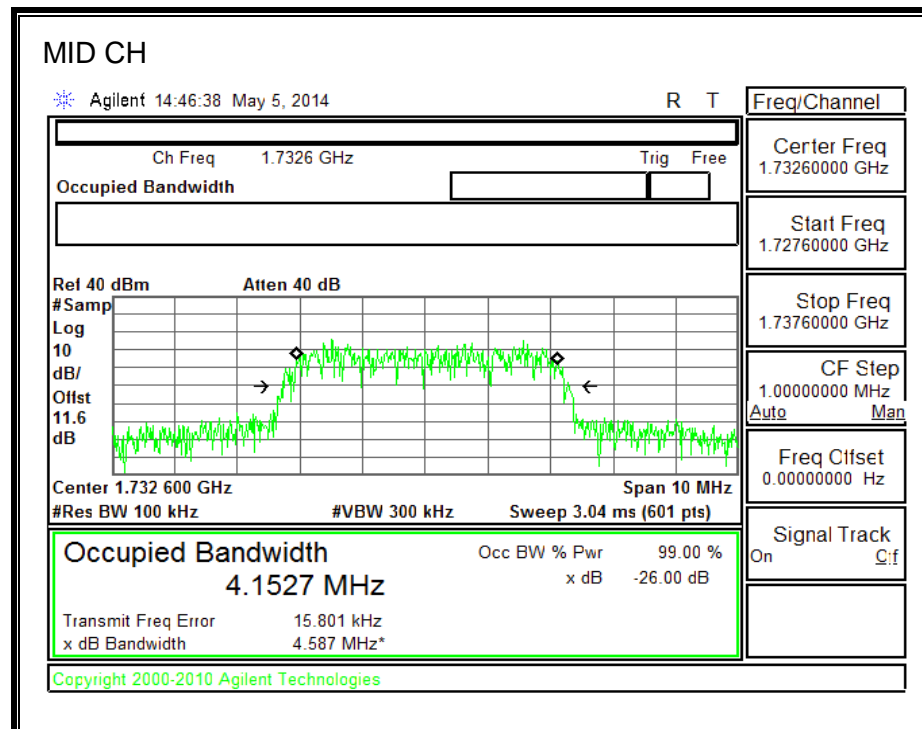 MID CH
Agilent 14:46:38 May 5, 2014 R T
Freq/Channel
Ch Freq 1.7326 GHz Trig Free
Occupied Bandwidth
Center Freq
1.73260000 GHz
Start Freq
1.72760000 GHz
Stop Freq
1.73760000 GHz
CF Step
1.00000000 MHz
Auto Man
Freq Offset
0.00000000 Hz
Signal Track
On Off
Ref 40 dBm Atten 40 dB
#Samp
Log
10
dB/
Offst
11.6
dB
Center 1.732 600 GHz Span 10 MHz
#Res BW 100 kHz #VBW 300 kHz Sweep 3.04 ms (601 pts)
Occupied Bandwidth Occ BW % Pwr 99.00 %
4.1527 MHz x dB -26.00 dB
Transmit Freq Error 15.801 kHz
x dB Bandwidth 4.587 MHz*
Copyright 2000-2010 Agilent Technologies